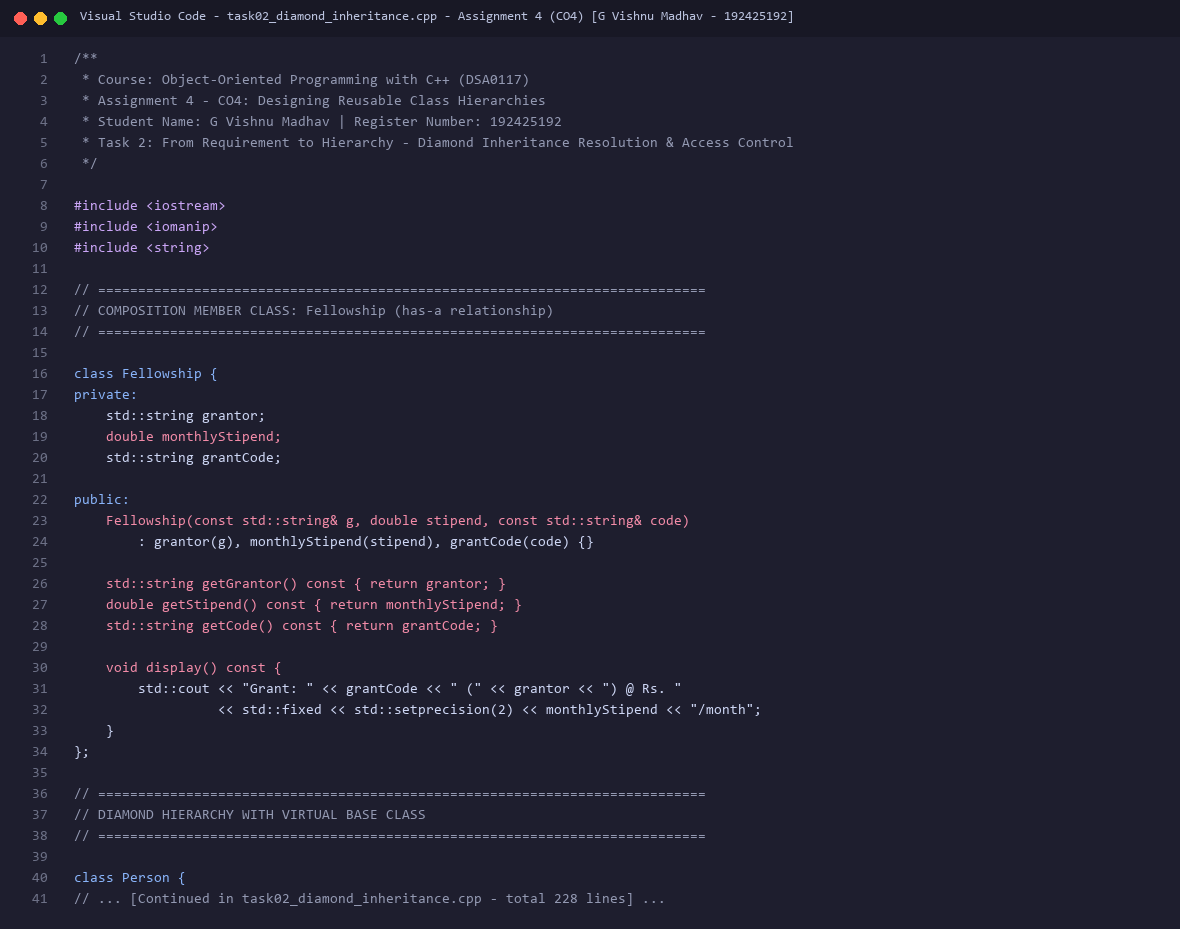 Visual Studio Code - task02_diamond_inheritance.cpp - Assignment 4 (CO4) [G Vishnu Madhav - 192425192]
1 /**
2  * Course: Object-Oriented Programming with C++ (DSA0117)
3  * Assignment 4 - CO4: Designing Reusable Class Hierarchies
4  * Student Name: G Vishnu Madhav | Register Number: 192425192
5  * Task 2: From Requirement to Hierarchy - Diamond Inheritance Resolution & Access Control
6  */
7
8 #include <iostream>
9 #include <iomanip>
10 #include <string>
11
12 // ============================================================================
13 // COMPOSITION MEMBER CLASS: Fellowship (has-a relationship)
14 // ============================================================================
15
16 class Fellowship {
17 private:
18     std::string grantor;
19     double monthlyStipend;
20     std::string grantCode;
21
22 public:
23     Fellowship(const std::string& g, double stipend, const std::string& code)
24         : grantor(g), monthlyStipend(stipend), grantCode(code) {}
25
26     std::string getGrantor() const { return grantor; }
27     double getStipend() const { return monthlyStipend; }
28     std::string getCode() const { return grantCode; }
29
30     void display() const {
31         std::cout << "Grant: " << grantCode << " (" << grantor << ") @ Rs. "
32                   << std::fixed << std::setprecision(2) << monthlyStipend << "/month";
33     }
34 };
35
36 // ============================================================================
37 // DIAMOND HIERARCHY WITH VIRTUAL BASE CLASS
38 // ============================================================================
39
40 class Person {
41 // ... [Continued in task02_diamond_inheritance.cpp - total 228 lines] ...